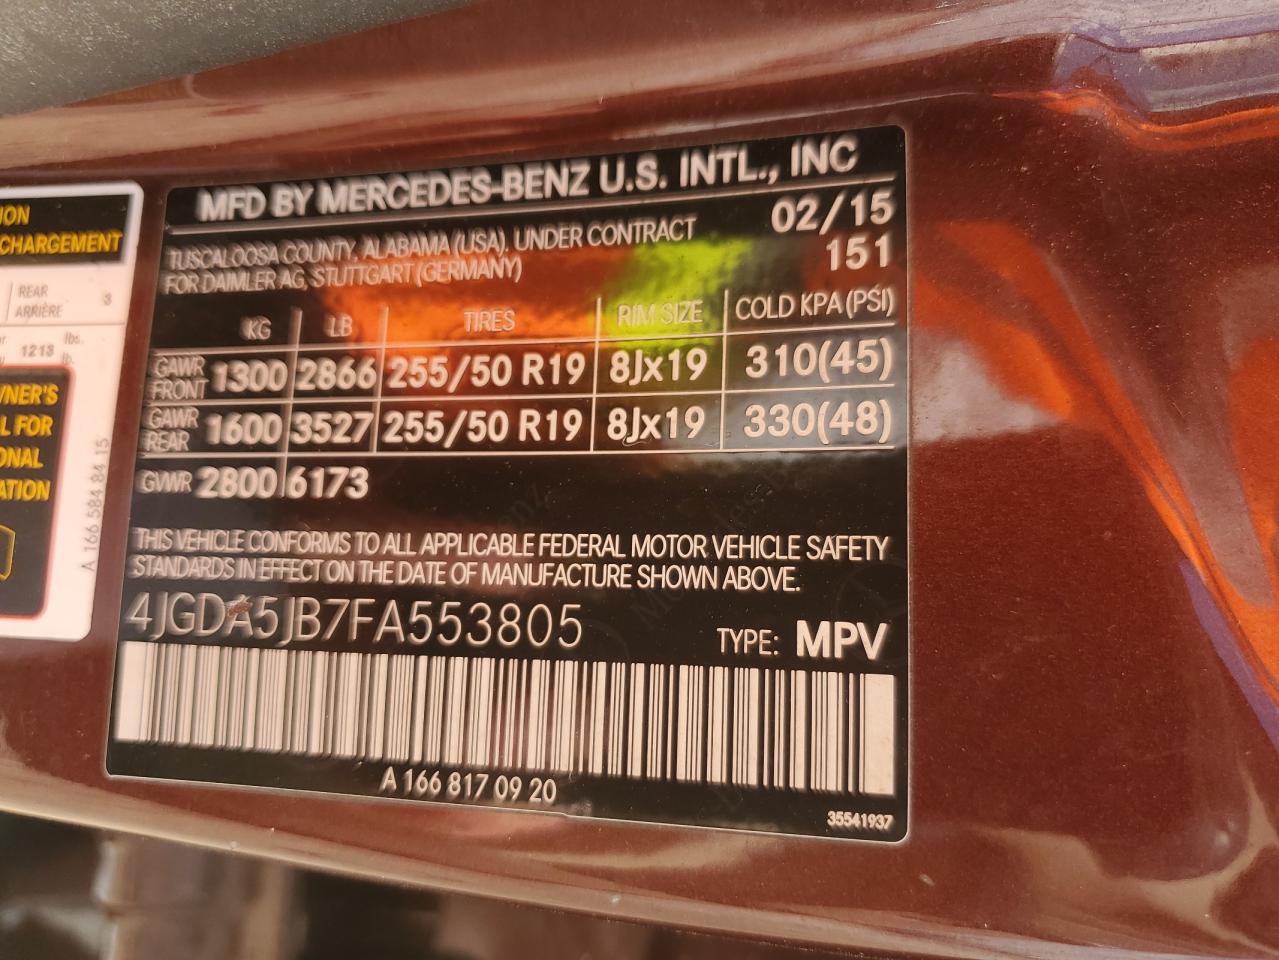 MFD BY MERCEDES-BENZ U.S. INTL., INC
TUSCALOOSA COUNTY, ALABAMA (USA), UNDER CONTRACT 02/15
FOR DAIMLER AG, STUTTGART (GERMANY) 151
KG LB TIRES RIM SIZE COLD KPA (PSI)
GAWR FRONT 1300 2866 255/50 R19 8Jx19 310(45)
GAWR REAR 1600 3527 255/50 R19 8Jx19 330(48)
GVWR 2800 6173
THIS VEHICLE CONFORMS TO ALL APPLICABLE FEDERAL MOTOR VEHICLE SAFETY
STANDARDS IN EFFECT ON THE DATE OF MANUFACTURE SHOWN ABOVE.
4JGDA5JB7FA553805 TYPE: MPV
A 166 817 09 20
35541937
ION
CHARGEMENT
REAR 3
ARRIÈRE
lbs.
1213 lb.
NER'S
L FOR
ONAL
ATION
A 166 584 84 15